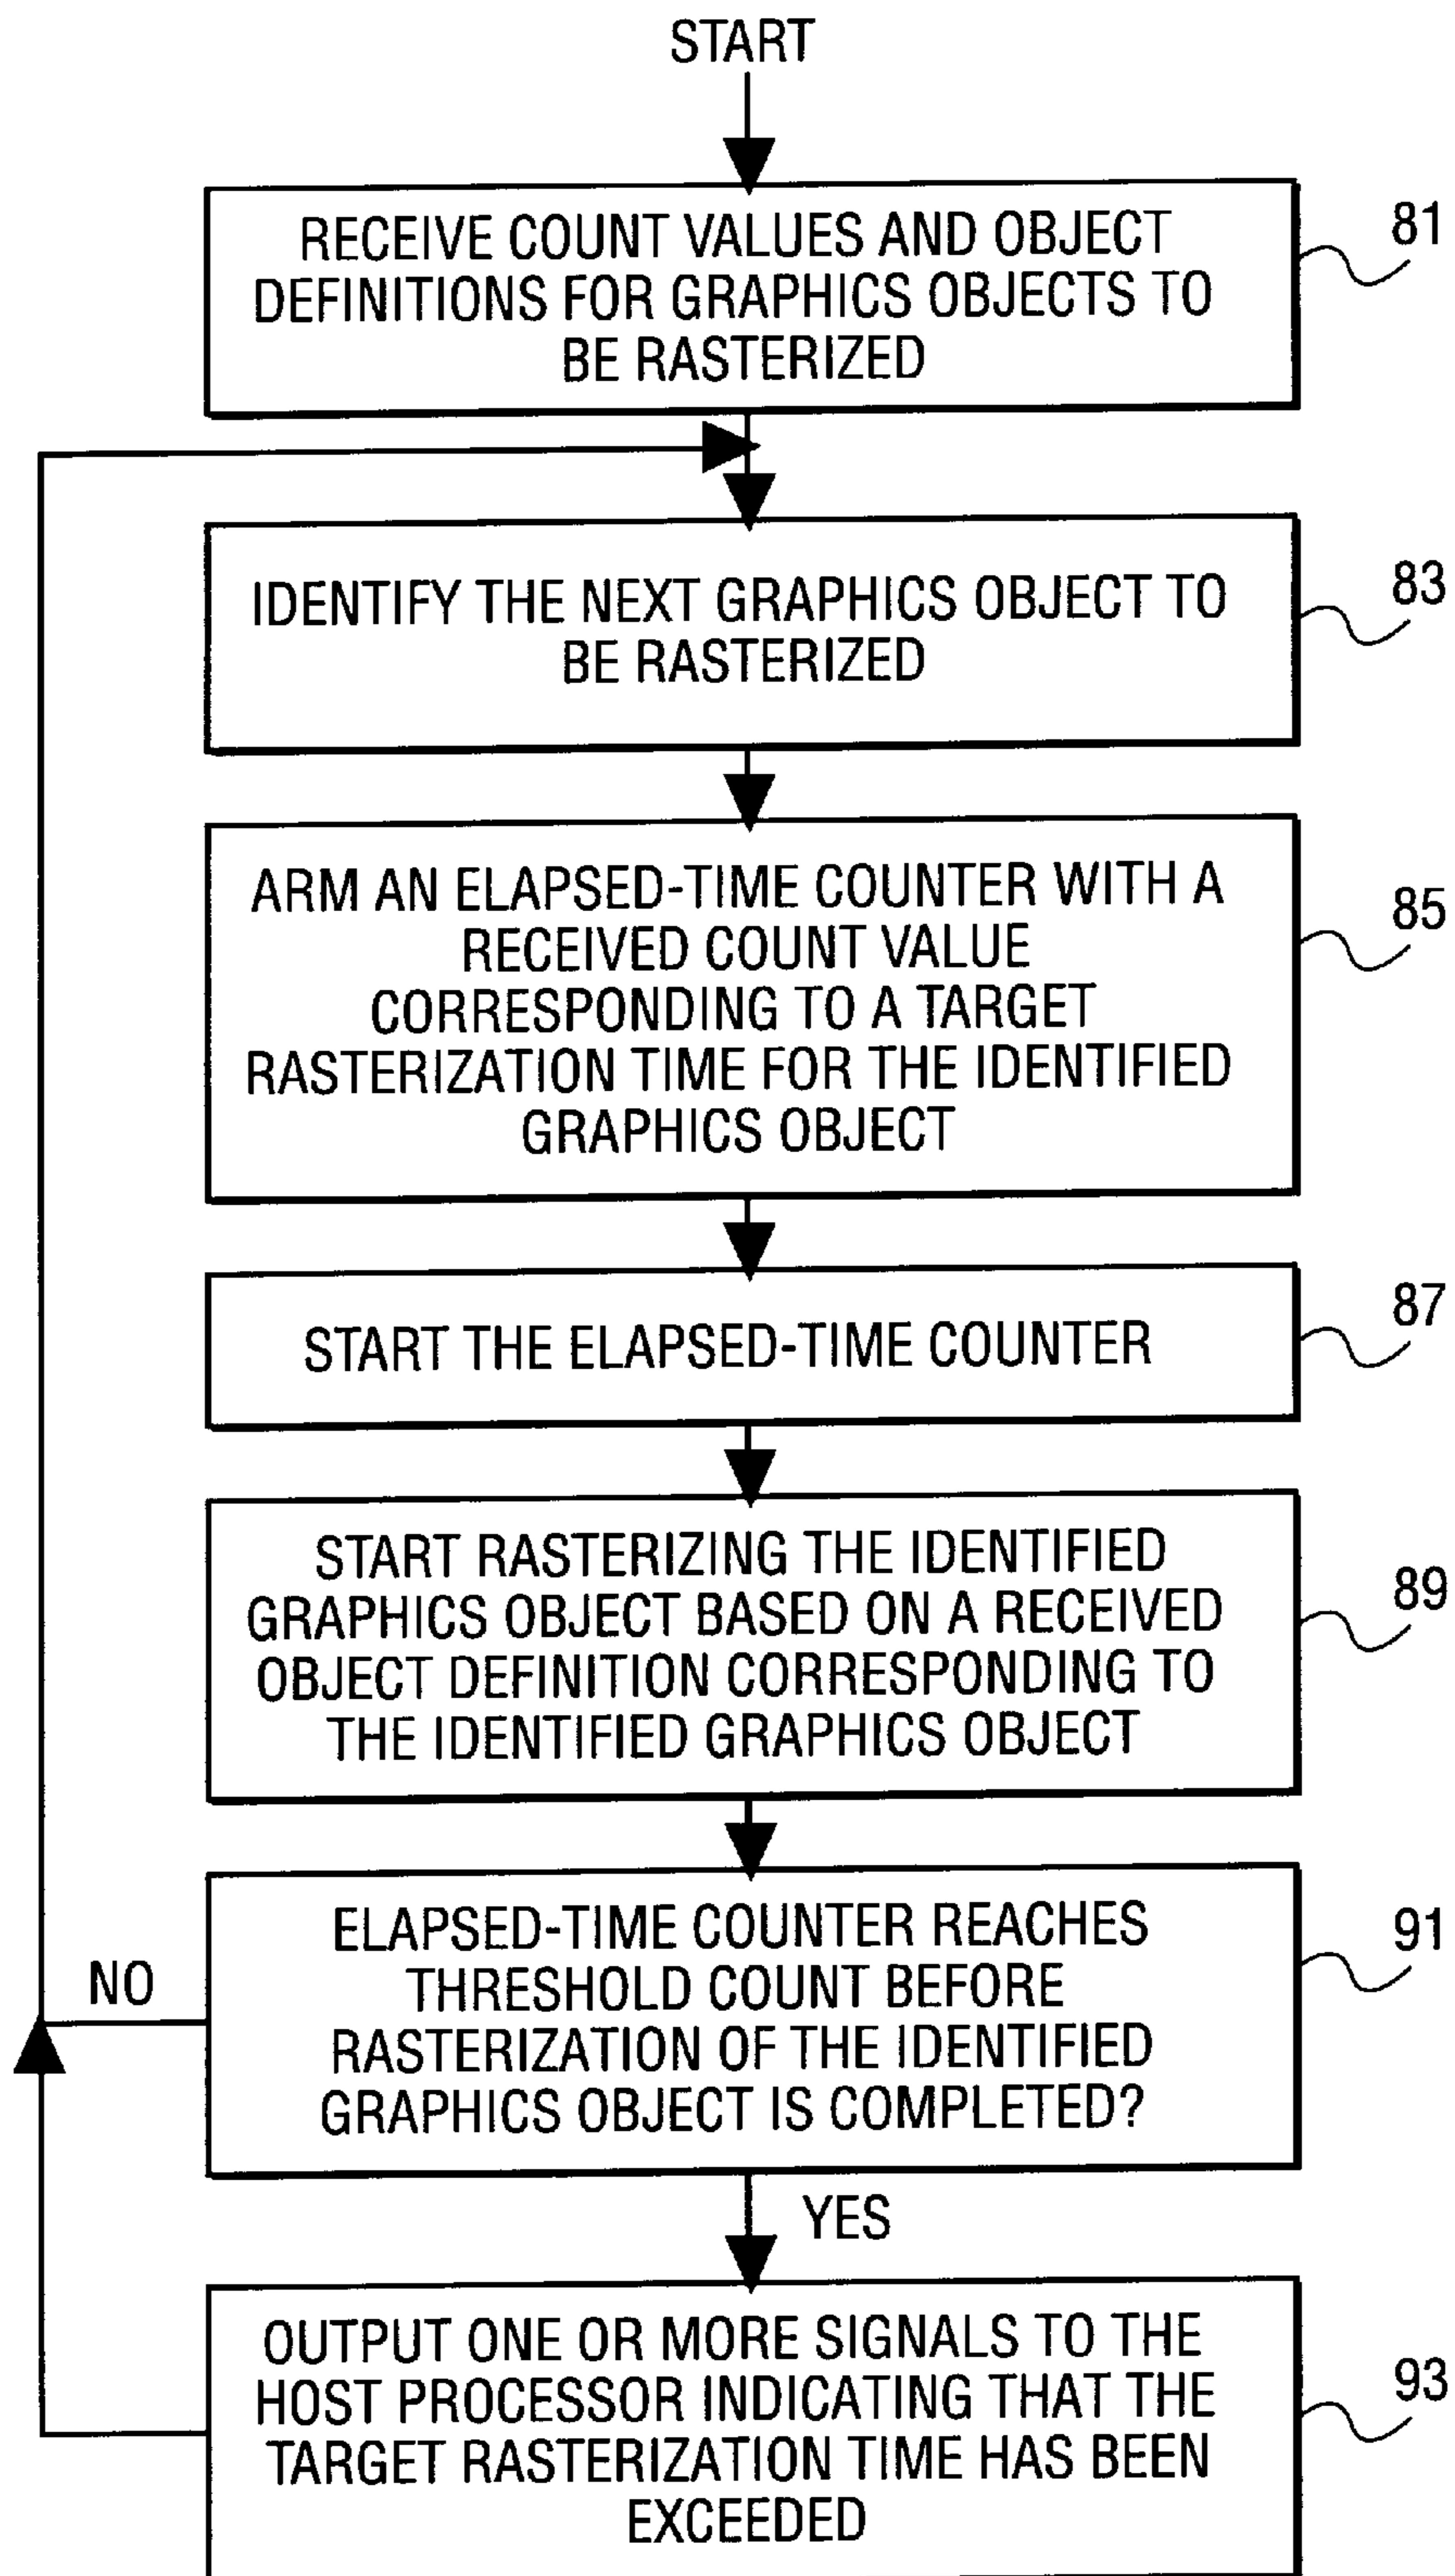 START
RECEIVE COUNT VALUES AND OBJECT
DEFINITIONS FOR GRAPHICS OBJECTS TO
BE RASTERIZED
81
IDENTIFY THE NEXT GRAPHICS OBJECT TO
BE RASTERIZED
83
ARM AN ELAPSED-TIME COUNTER WITH A
RECEIVED COUNT VALUE
CORRESPONDING TO A TARGET
RASTERIZATION TIME FOR THE IDENTIFIED
GRAPHICS OBJECT
85
START THE ELAPSED-TIME COUNTER
87
START RASTERIZING THE IDENTIFIED
GRAPHICS OBJECT BASED ON A RECEIVED
OBJECT DEFINITION CORRESPONDING TO
THE IDENTIFIED GRAPHICS OBJECT
89
ELAPSED-TIME COUNTER REACHES
THRESHOLD COUNT BEFORE
RASTERIZATION OF THE IDENTIFIED
GRAPHICS OBJECT IS COMPLETED?
91
NO
YES
OUTPUT ONE OR MORE SIGNALS TO THE
HOST PROCESSOR INDICATING THAT THE
TARGET RASTERIZATION TIME HAS BEEN
EXCEEDED
93